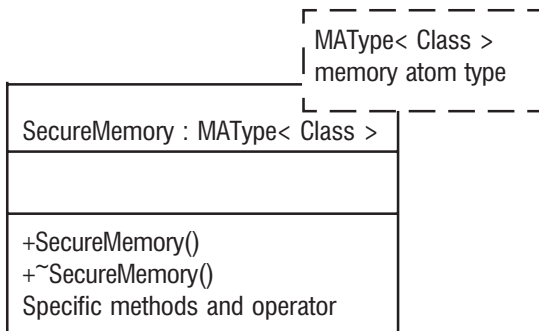 MAType< Class >
memory atom type
SecureMemory : MAType< Class >
+SecureMemory()
+~SecureMemory()
Specific methods and operator